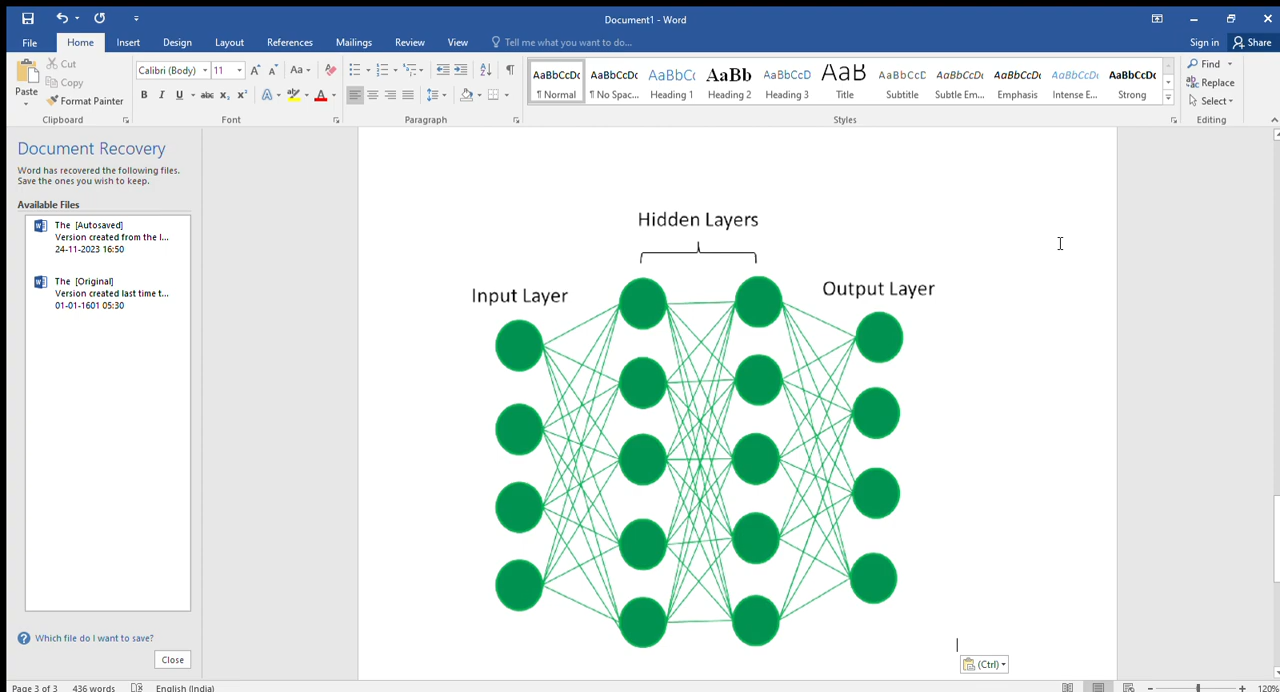 Document1 - Word
File Home Insert Design Layout References Mailings Review View Tell me what you want to do... Sign in Share
Paste
Cut
Copy
Format Painter
Clipboard
Calibri (Body) 11
Aa
B I U abc X₂ X² A ab A
Font
Paragraph
AaBbCcDc AaBbCcDc AaBbCc AaBb AaBbCcD AaB AaBbCcD AaBbCcDc AaBbCcDc AaBbCcDc AaBbCcDc
¶ Normal ¶ No Spac... Heading 1 Heading 2 Heading 3 Title Subtitle Subtle Em... Emphasis Intense E... Strong
Styles
Find
Replace
Select
Editing
Document Recovery
Word has recovered the following files.
Save the ones you wish to keep.
Available Files
The [Autosaved]
Version created from the l...
24-11-2023 16:50
The [Original]
Version created last time t...
01-01-1601 05:30
Which file do I want to save?
Close
Hidden Layers
Input Layer
Output Layer
(Ctrl)
Page 3 of 3 436 words English (India) 120%